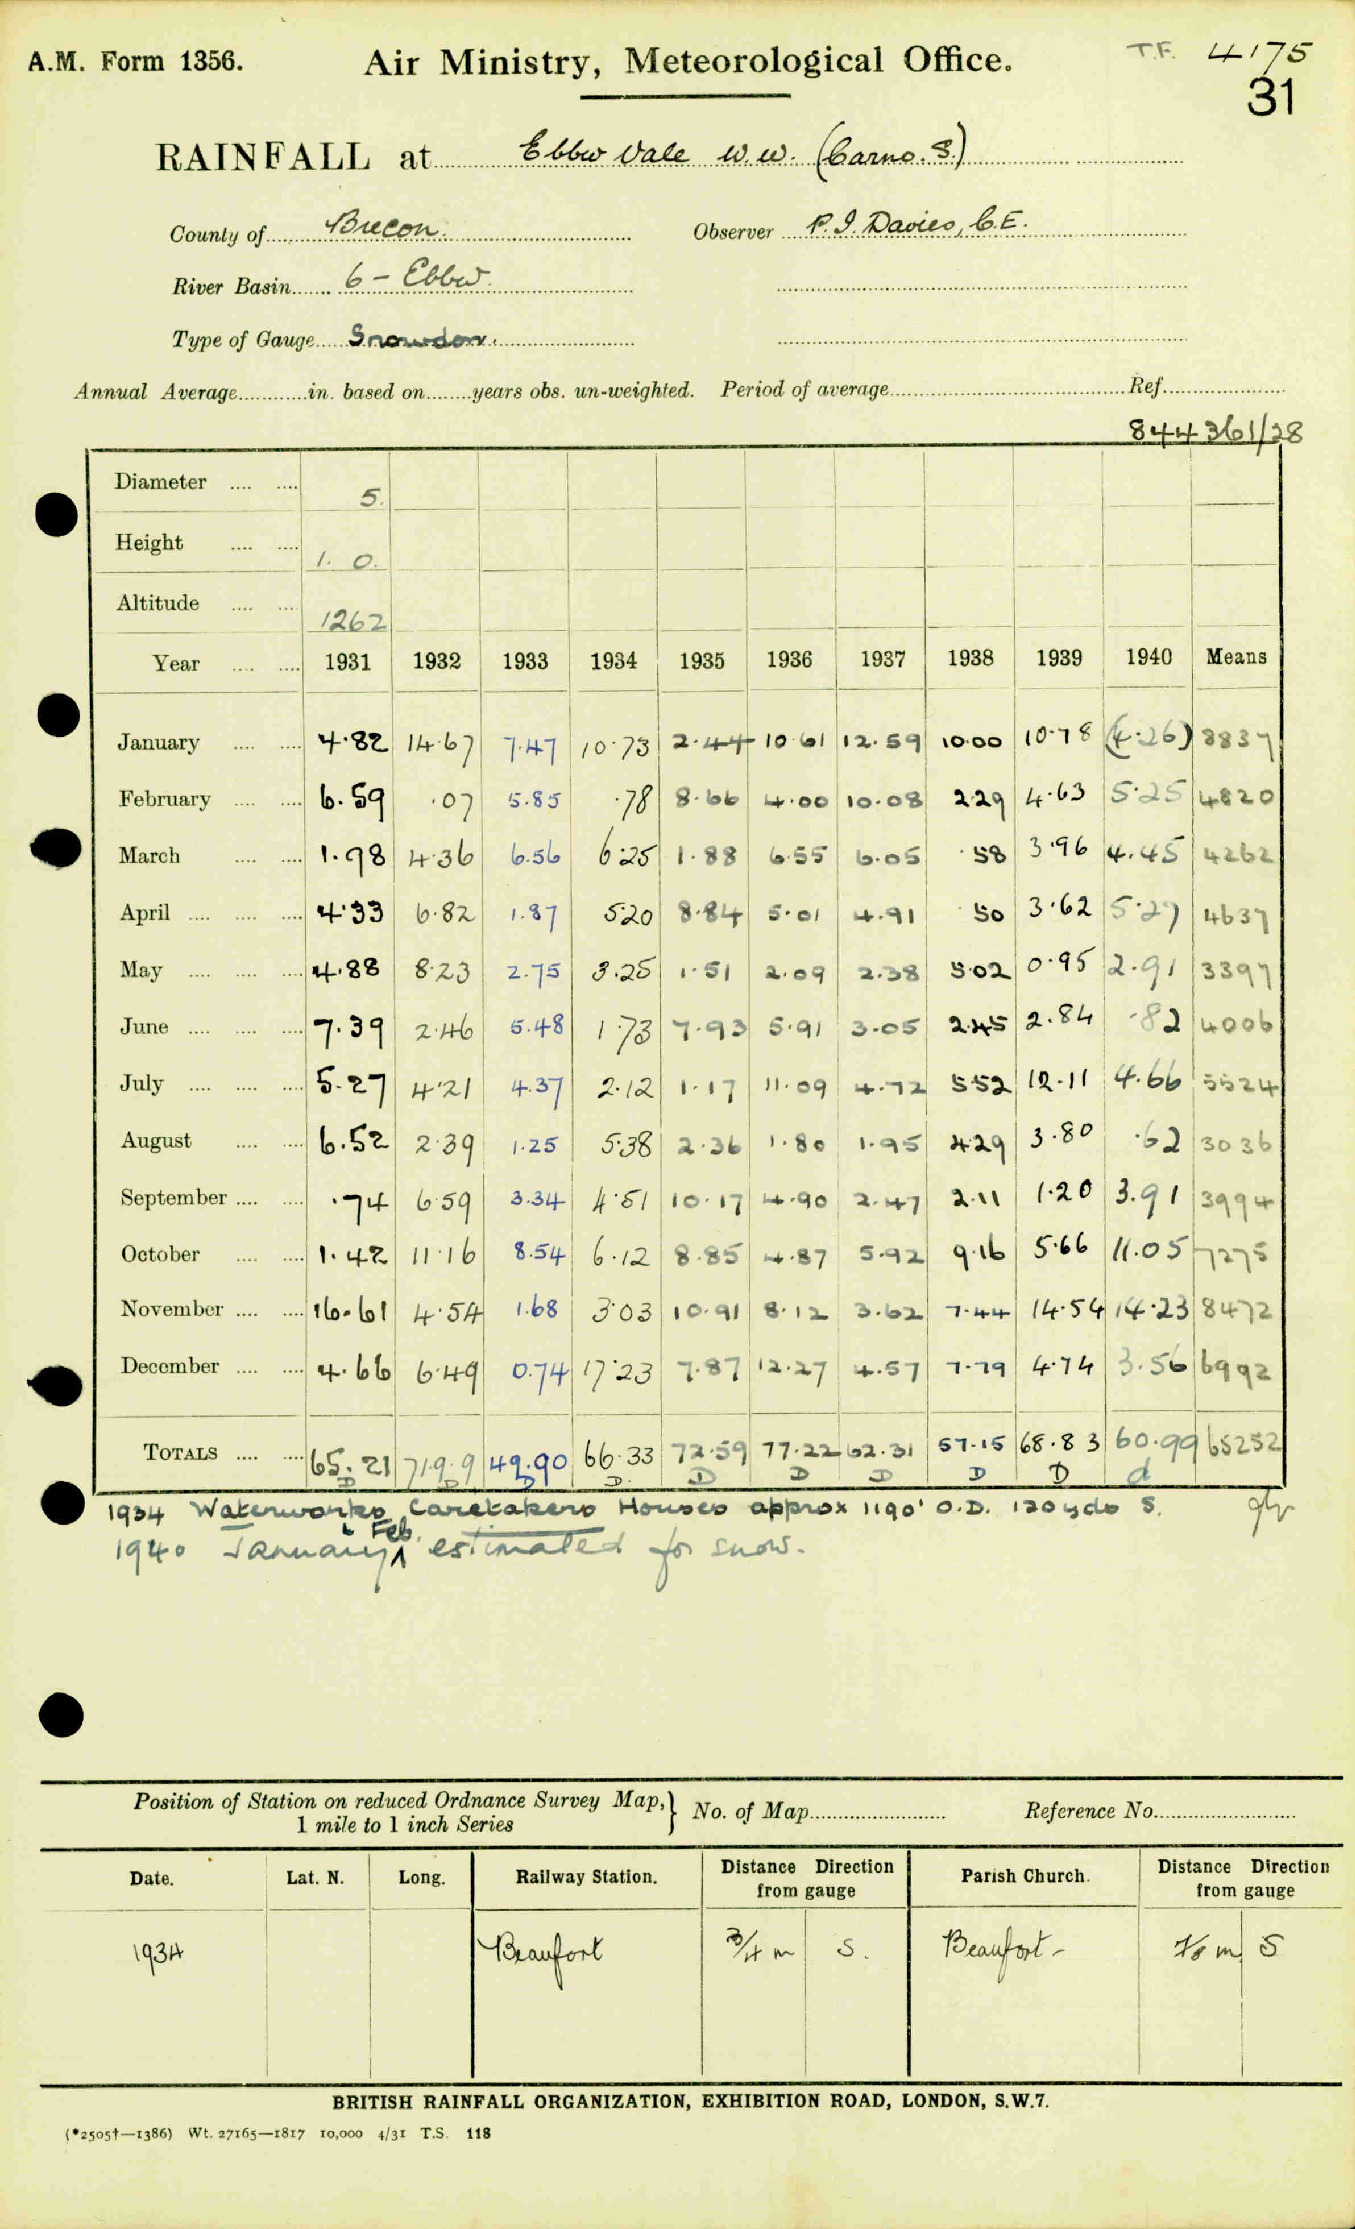 A.M. Form 1356. Air Ministry, Meteorological Office. T.F. 4175
31
RAINFALL at Ebbw Vale W.W. (Carno. S.)
County of Brecon. Observer P. I. Davies, C.E.
River Basin 6 - Ebbw.
Type of Gauge Snowdon.
Annual Average in. based on years obs. un-weighted. Period of average Ref.
844361/28
Diameter 5.
Height 1. 0.
Altitude 1262
Year 1931 1932 1933 1934 1935 1936 1937 1938 1939 1940 Means
January 4.82 14.67 7.47 10.73 2.44 10.61 12.59 10.00 10.78 (4.26) 8837
February 6.59 .07 5.85 .78 8.66 4.00 10.08 2.29 4.63 5.25 4820
March 1.98 4.36 6.56 6.25 1.88 6.55 6.05 .58 3.96 4.45 4262
April 4.33 6.82 1.87 5.20 8.84 5.01 4.91 .50 3.62 5.27 4637
May 4.88 8.23 2.75 3.25 1.51 2.09 2.38 5.02 0.95 2.91 3397
June 7.39 2.46 5.48 1.73 7.93 5.91 3.05 2.45 2.84 .82 4006
July 5.27 4.21 4.37 2.12 1.17 11.09 4.72 5.52 12.11 4.66 5524
August 6.52 2.39 1.25 5.38 2.36 1.80 1.95 4.29 3.80 .62 3036
September .74 6.59 3.34 4.51 10.17 4.90 2.47 2.11 1.20 3.91 3994
October 1.42 11.16 8.54 6.12 8.85 4.87 5.92 9.16 5.66 11.05 7275
November 16.61 4.54 1.68 3.03 10.91 8.12 3.62 7.44 14.54 14.23 8472
December 4.66 6.49 0.74 17.23 7.87 12.27 4.57 7.79 4.74 3.56 6992
TOTALS 65.21 71.99 49.90 66.33 72.59 77.22 62.31 57.15 68.83 60.99 65252
D D D D. D D D D D d
1934 Waterworks Caretakers Houses approx 1190' O.D. 120 yds S.
& Feb.
1940 January estimated for snow.
Position of Station on reduced Ordnance Survey Map, } No. of Map Reference No.
1 mile to 1 inch Series
Date. Lat. N. Long. Railway Station. Distance Direction from gauge Parish Church. Distance Direction from gauge
1934 Beaufort 3/4 m S. Beaufort - 7/8 m S
BRITISH RAINFALL ORGANIZATION, EXHIBITION ROAD, LONDON, S.W.7.
(*2505†—1386) Wt. 27165—1817 10,000 4/31 T.S. 118